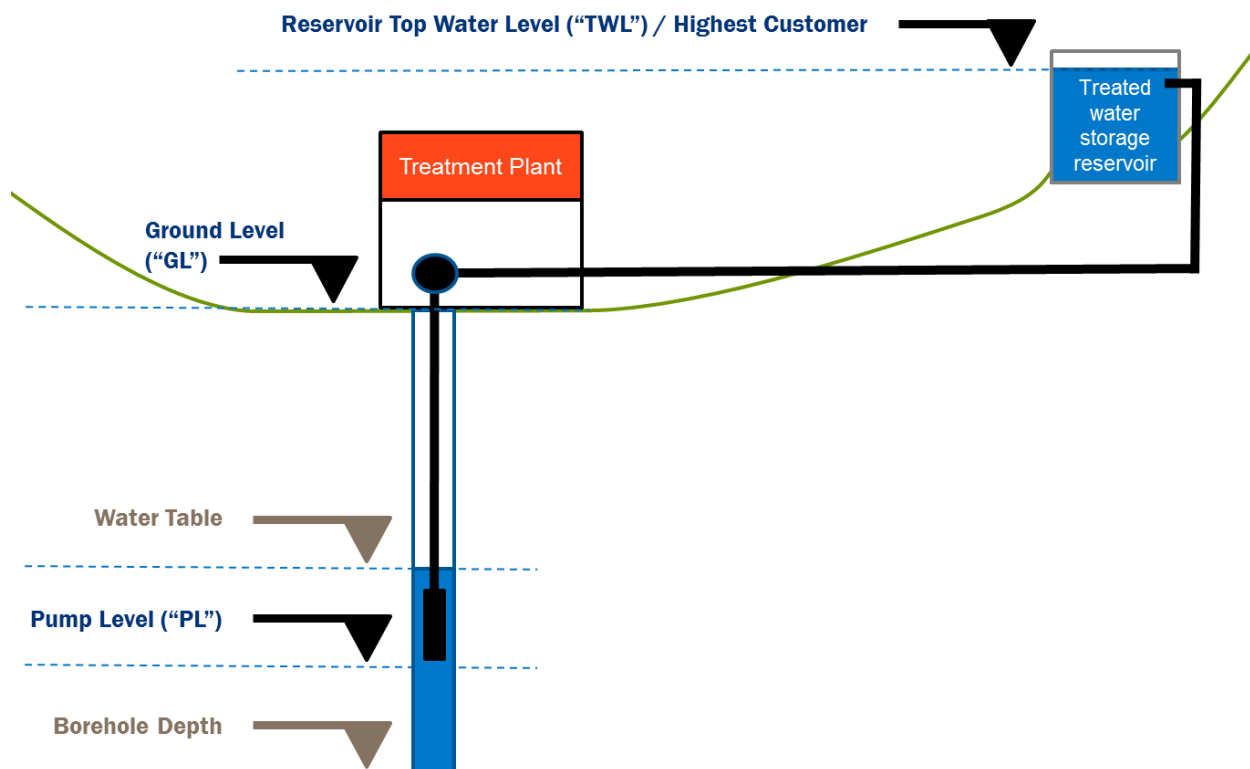 Reservoir Top Water Level (“TWL”) / Highest Customer
Treated
water
storage
reservoir
Treatment Plant
Ground Level
(“GL”)
Water Table
Pump Level (“PL”)
Borehole Depth